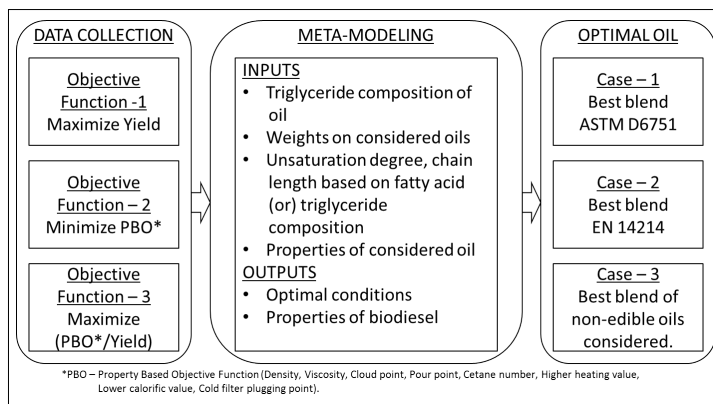 DATA COLLECTION
Objective
Function -1
Maximize Yield
Objective
Function – 2
Minimize PBO*
Objective
Function – 3
Maximize
(PBO*/Yield)
META-MODELING
INPUTS
• Triglyceride composition of
oil
• Weights on considered oils
• Unsaturation degree, chain
length based on fatty acid
(or) triglyceride
composition
• Properties of considered oil
OUTPUTS
• Optimal conditions
• Properties of biodiesel
OPTIMAL OIL
Case – 1
Best blend
ASTM D6751
Case – 2
Best blend
EN 14214
Case – 3
Best blend of
non-edible oils
considered.
*PBO – Property Based Objective Function (Density, Viscosity, Cloud point, Pour point, Cetane number, Higher heating value,
Lower calorific value, Cold filter plugging point).